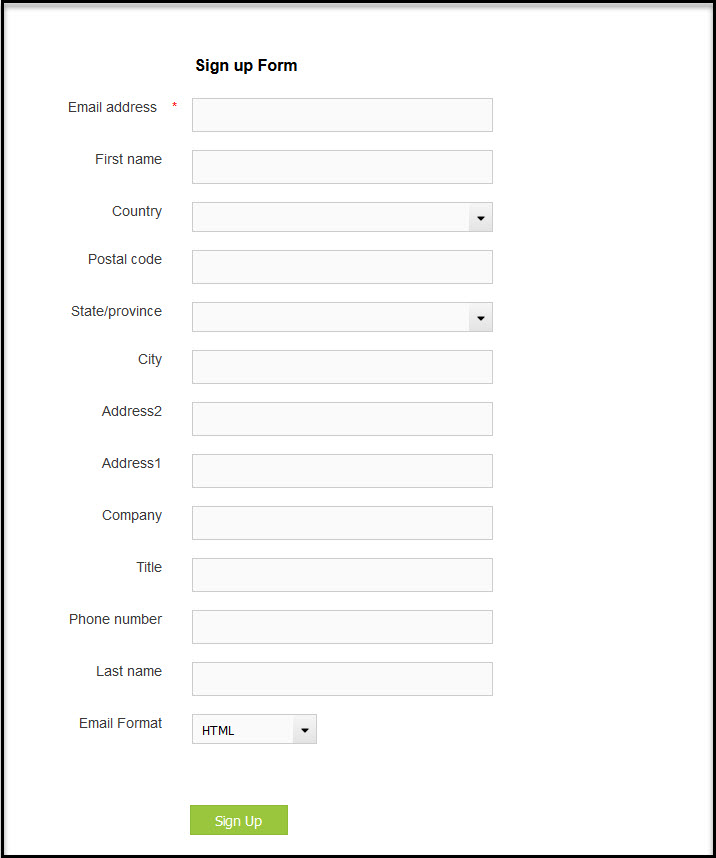 Sign up Form
Email address *
First name
Country
Postal code
State/province
City
Address2
Address1
Company
Title
Phone number
Last name
Email Format HTML
Sign Up